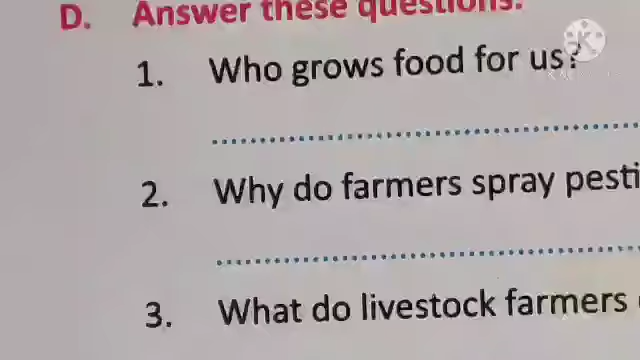 D. Answer these questions.
1. Who grows food for us?
2. Why do farmers spray pesti
3. What do livestock farmers